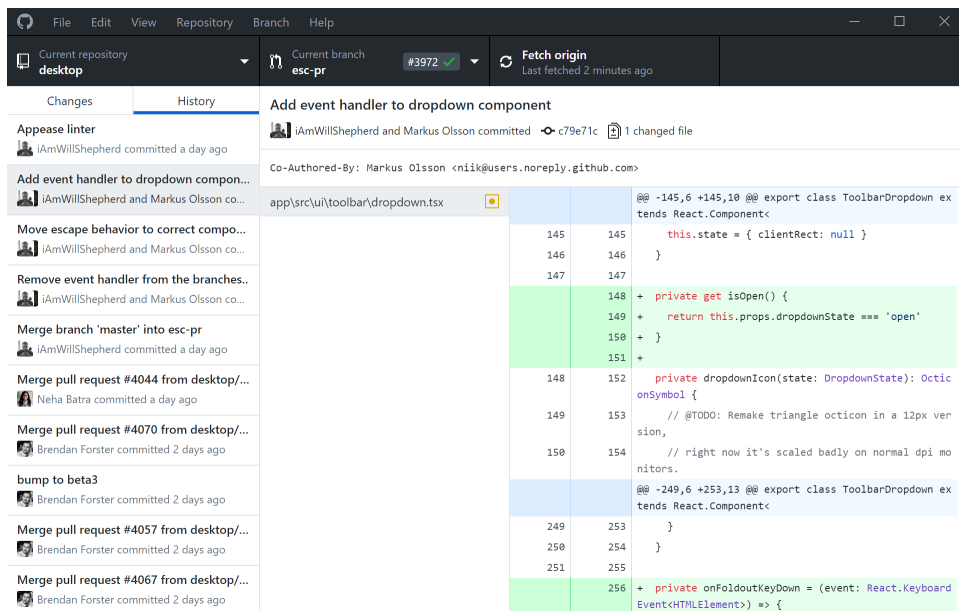 File Edit View Repository Branch Help
Current repository
desktop
Current branch
esc-pr
#3972
Fetch origin
Last fetched 2 minutes ago
Changes History
Appease linter
iAmWillShepherd committed a day ago
Add event handler to dropdown compon...
iAmWillShepherd and Markus Olsson co...
Move escape behavior to correct compo...
iAmWillShepherd and Markus Olsson co...
Remove event handler from the branches..
iAmWillShepherd and Markus Olsson co...
Merge branch 'master' into esc-pr
iAmWillShepherd committed a day ago
Merge pull request #4044 from desktop/...
Neha Batra committed a day ago
Merge pull request #4070 from desktop/...
Brendan Forster committed 2 days ago
bump to beta3
Brendan Forster committed 2 days ago
Merge pull request #4057 from desktop/...
Brendan Forster committed 2 days ago
Merge pull request #4067 from desktop/...
Brendan Forster committed 2 days ago
Add event handler to dropdown component
iAmWillShepherd and Markus Olsson committed c79e71c 1 changed file
Co-Authored-By: Markus Olsson <niik@users.noreply.github.com>
app\src\ui\toolbar\dropdown.tsx
@@ -145,6 +145,10 @@ export class ToolbarDropdown ex
tends React.Component<
145 145 this.state = { clientRect: null }
146 146 }
147 147
148 + private get isOpen() {
149 + return this.props.dropdownState === 'open'
150 + }
151 +
148 152 private dropdownIcon(state: DropdownState): Octic
onSymbol {
149 153 // @TODO: Remake triangle octicon in a 12px ver
sion,
150 154 // right now it's scaled badly on normal dpi mo
nitors.
@@ -249,6 +253,13 @@ export class ToolbarDropdown ex
tends React.Component<
249 253 }
250 254 }
251 255
256 + private onFoldoutKeyDown = (event: React.Keyboard
Event<HTMLElement>) => {